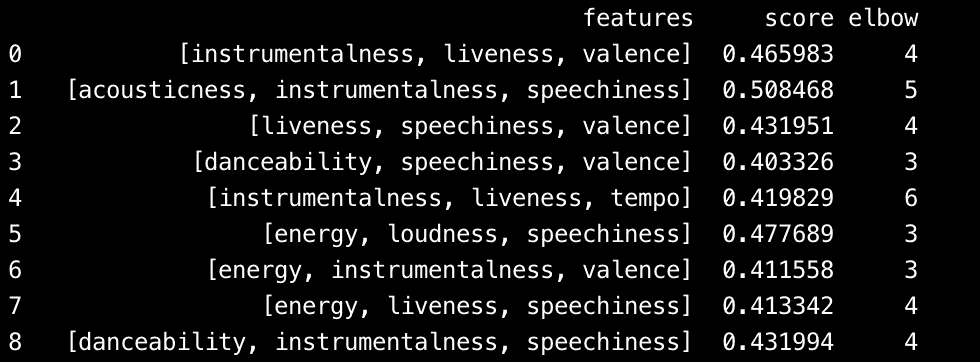 features score elbow
0 [instrumentalness, liveness, valence] 0.465983 4
1 [acousticness, instrumentalness, speechiness] 0.508468 5
2 [liveness, speechiness, valence] 0.431951 4
3 [danceability, speechiness, valence] 0.403326 3
4 [instrumentalness, liveness, tempo] 0.419829 6
5 [energy, loudness, speechiness] 0.477689 3
6 [energy, instrumentalness, valence] 0.411558 3
7 [energy, liveness, speechiness] 0.413342 4
8 [danceability, instrumentalness, speechiness] 0.431994 4